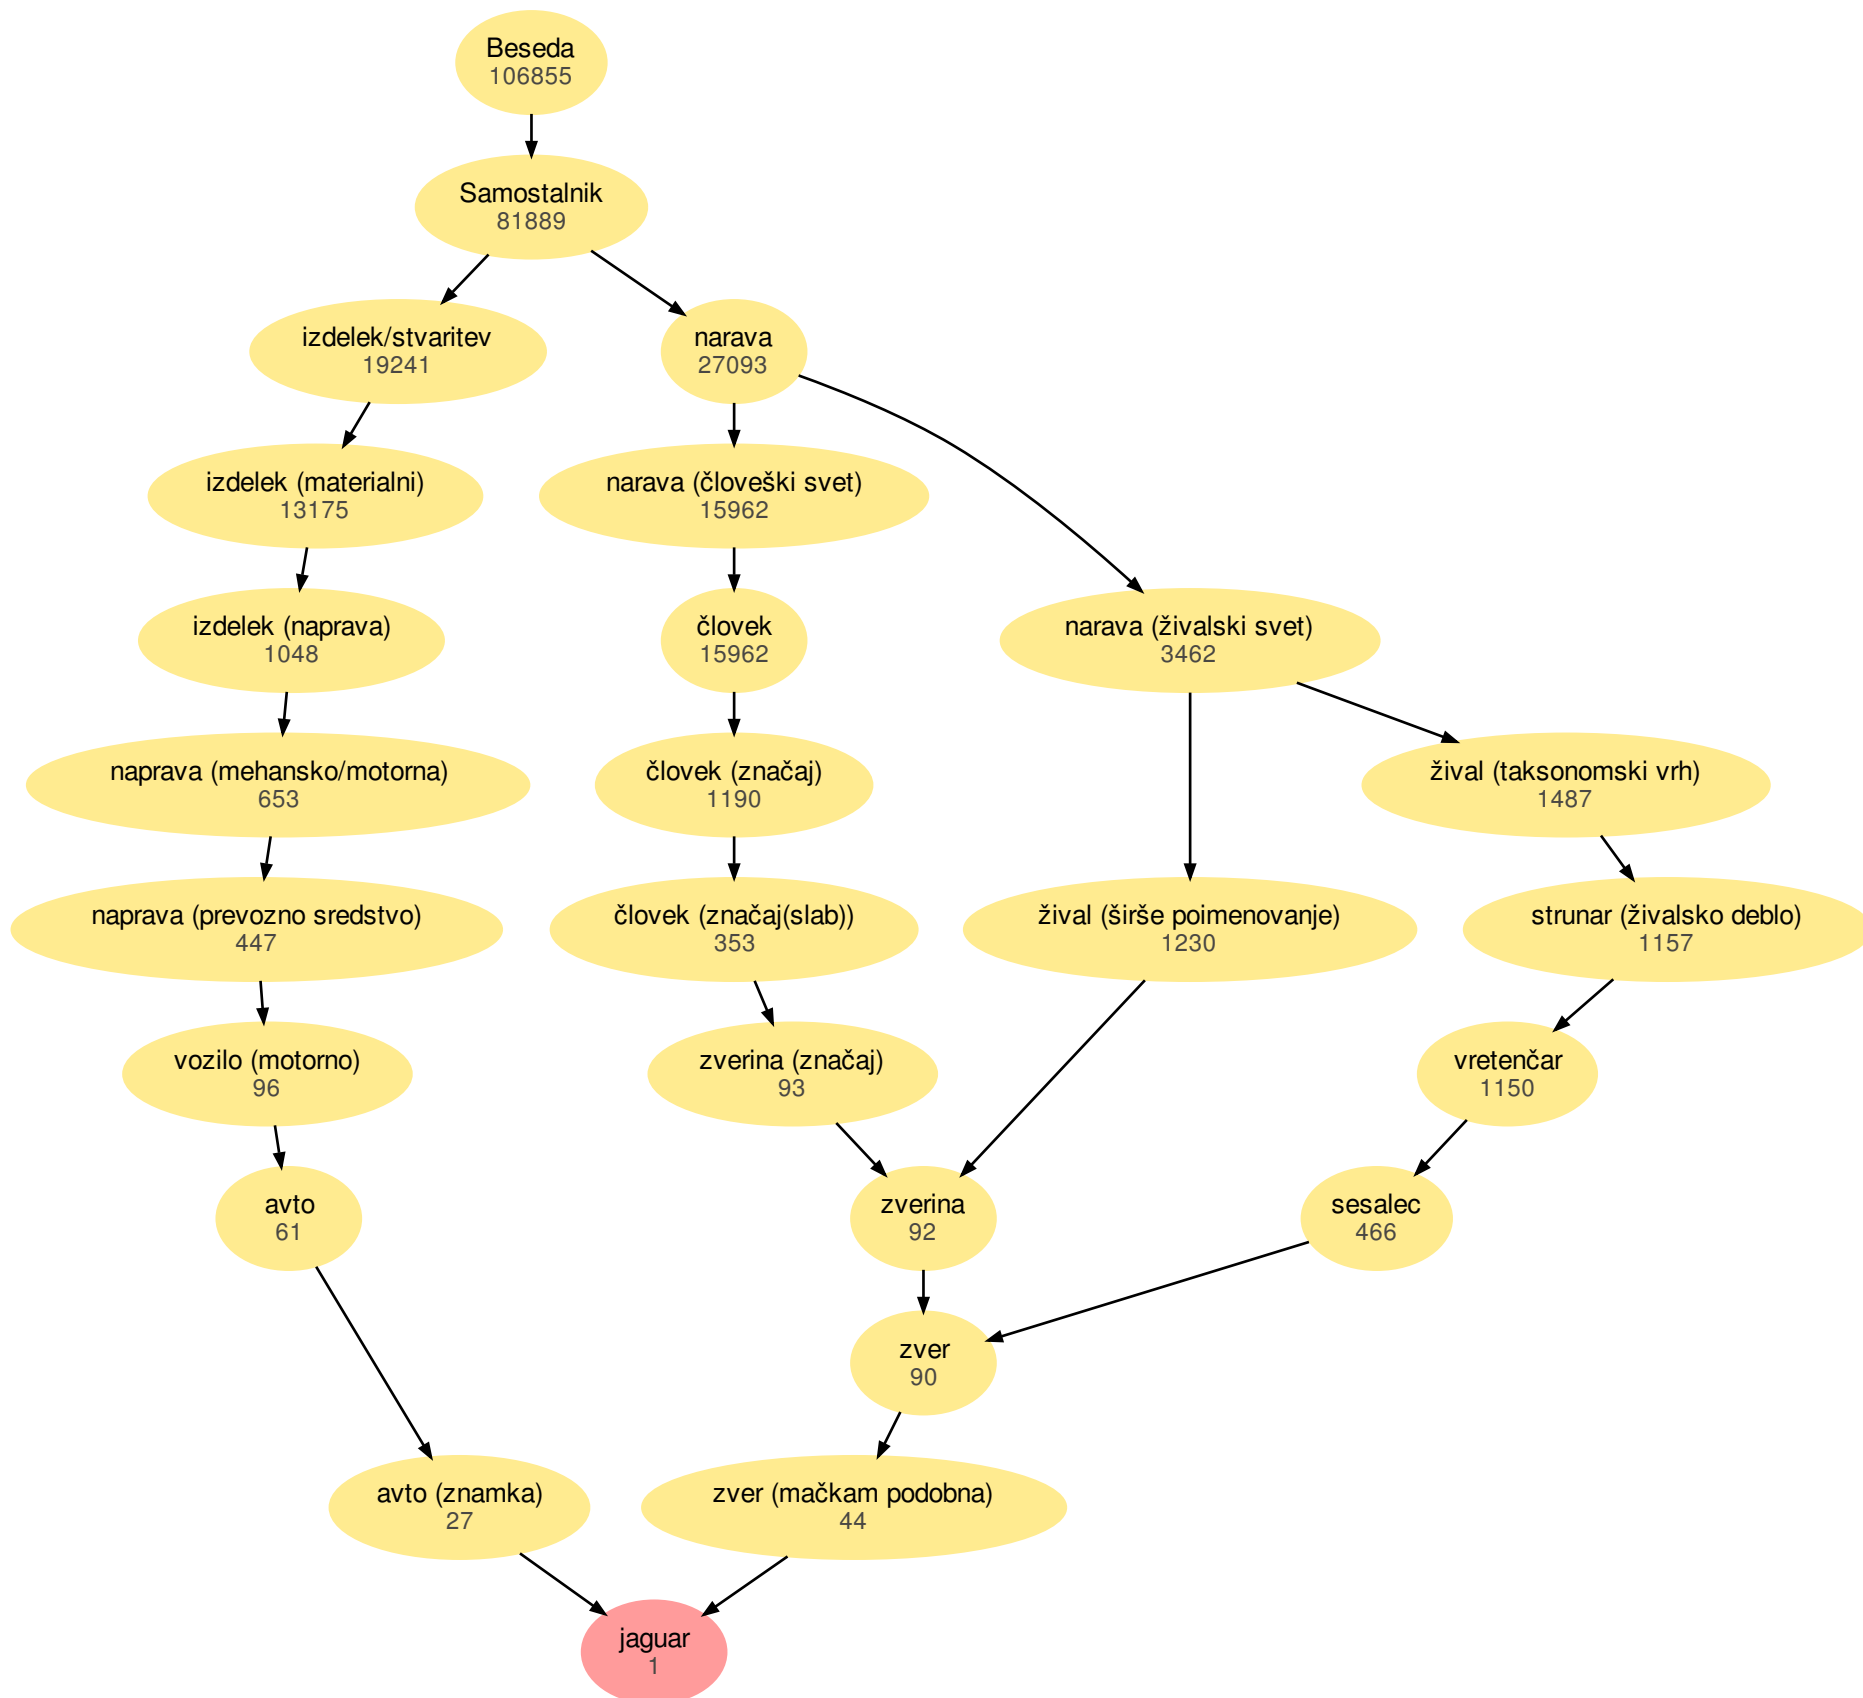 Beseda
106855
Samostalnik
81889
izdelek/stvaritev
19241
narava
27093
izdelek (materialni)
13175
narava (človeški svet)
15962
izdelek (naprava)
1048
človek
15962
narava (živalski svet)
3462
naprava (mehansko/motorna)
653
človek (značaj)
1190
žival (taksonomski vrh)
1487
naprava (prevozno sredstvo)
447
človek (značaj(slab))
353
žival (širše poimenovanje)
1230
strunar (živalsko deblo)
1157
vozilo (motorno)
96
zverina (značaj)
93
vretenčar
1150
avto
61
zverina
92
sesalec
466
zver
90
avto (znamka)
27
zver (mačkam podobna)
44
jaguar
1